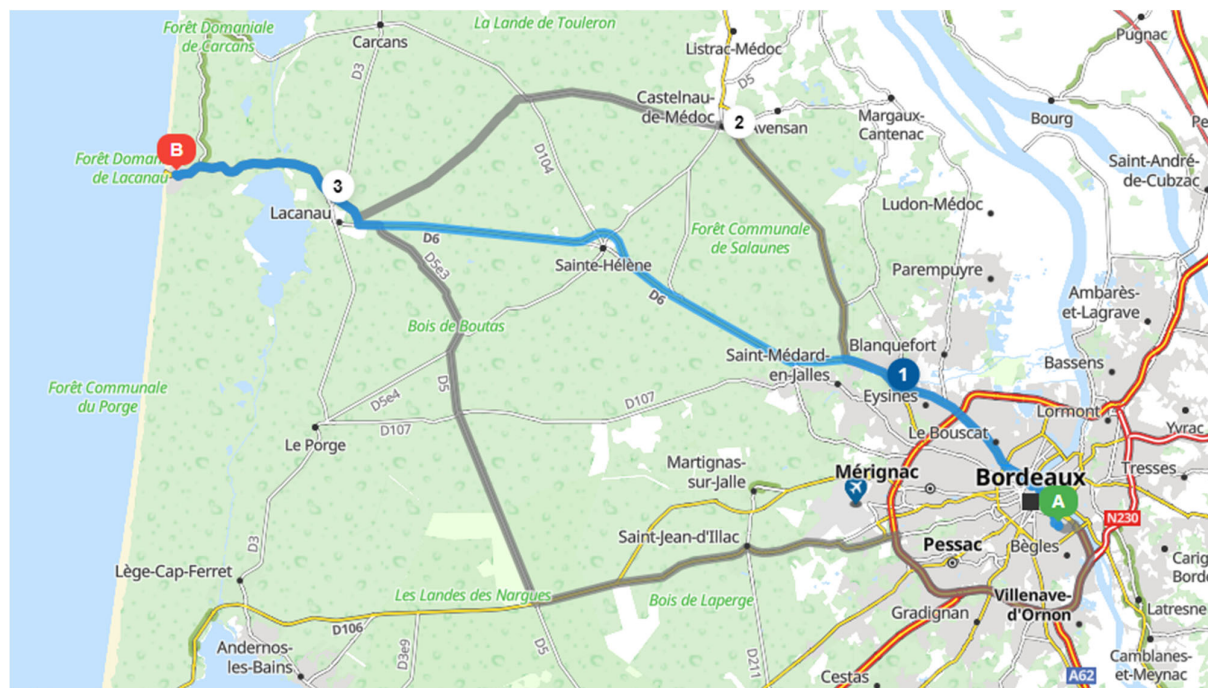 Forêt Domaniale
de Carcans
Carcans
La Lande de Touleron
Listrac-Médoc
Pugnac
D3
D5
Castelnau-
de-Médoc
2
Avensan
Margaux-
Cantenac
Bourg
Pe
Saint-André-
de-Cubzac
B
Forêt Doma
de Lacanau
D104
3
Lacanau
D6
D5e3
Sainte-Hélène
Forêt Communale
de Salaunes
Ludon-Médoc
Parempuyre
D6
Ambarès-
et-Lagrave
Bois de Boutas
Blanquefort
Saint-Médard-
en-Jalles
1
Eysines
Bassens
Forêt Communale
du Porge
D5
D5e4
D107
D107
Le Porge
Le Bouscat
Lormont
Yvrac
Martignas-
sur-Jalle
Mérignac
Bordeaux
A
Tresses
N230
Saint-Jean-d'Illac
Pessac
Bègles
Carig
Borde
D3
Lège-Cap-Ferret
Les Landes des Nargues
Bois de Laperge
Gradignan
Villenave-
d'Ornon
Latresne
D106
Andernos-
les-Bains
D3e9
D5
D211
Cestas
A62
Camblanes-
et-Meynac